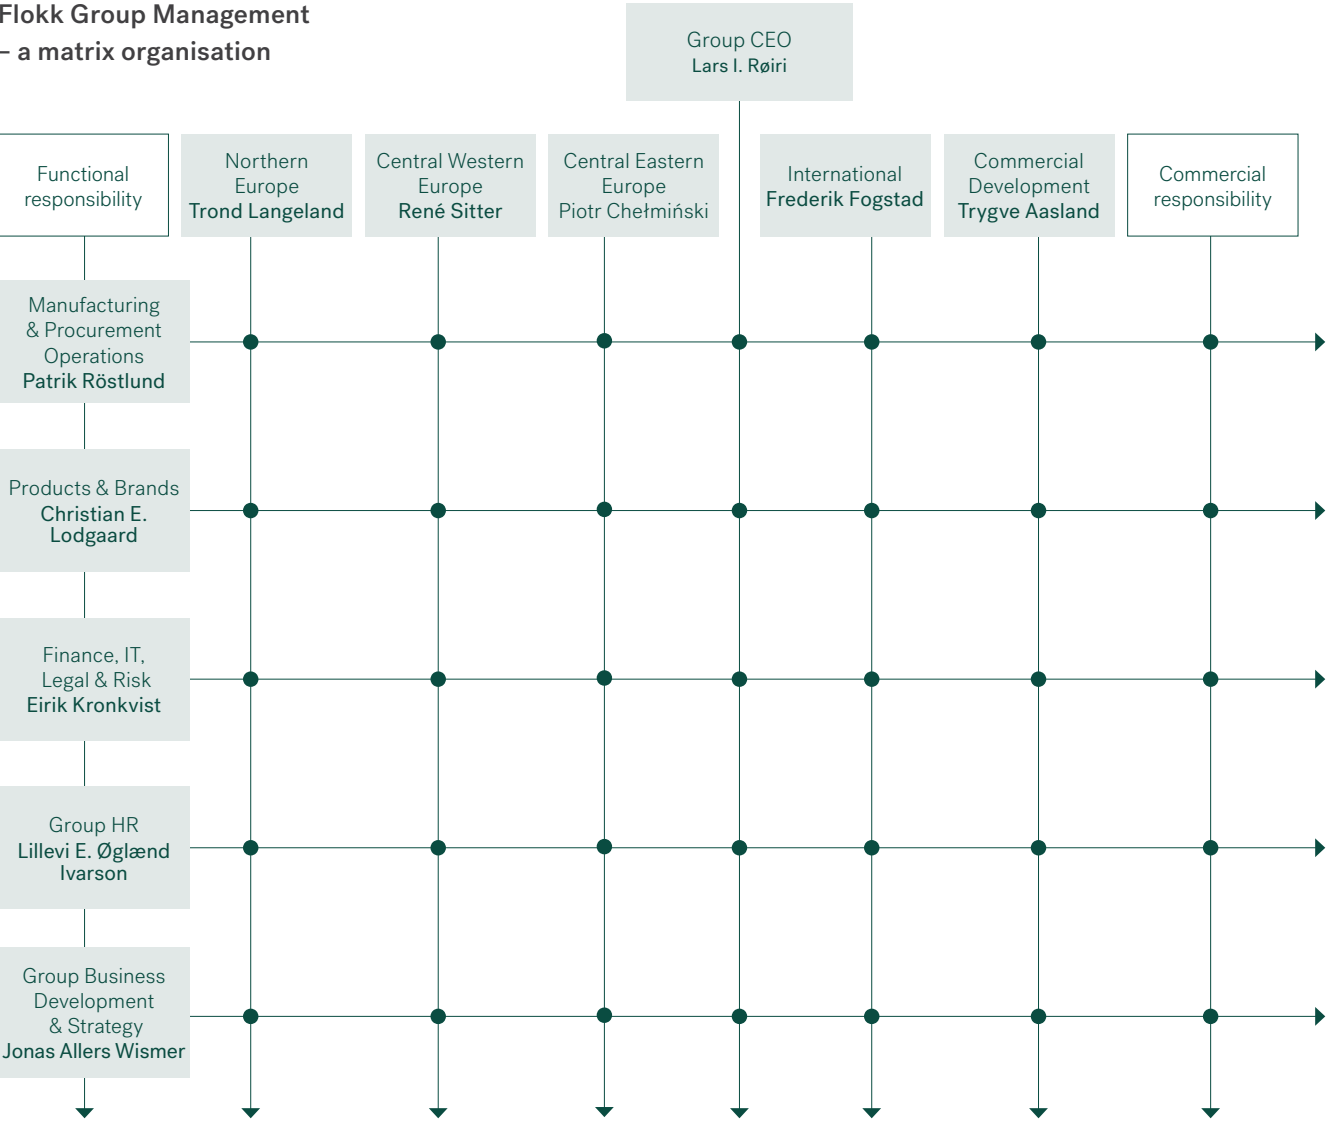 Flokk Group Management
– a matrix organisation
Group CEO
Lars I. Røiri
Functional
responsibility
Northern
Europe
Trond Langeland
Central Western
Europe
René Sitter
Central Eastern
Europe
Piotr Chełmiński
International
Frederik Fogstad
Commercial
Development
Trygve Aasland
Commercial
responsibility
Manufacturing
& Procurement
Operations
Patrik Röstlund
Products & Brands
Christian E.
Lodgaard
Finance, IT,
Legal & Risk
Eirik Kronkvist
Group HR
Lillevi E. Øglænd
Ivarson
Group Business
Development
& Strategy
Jonas Allers Wismer